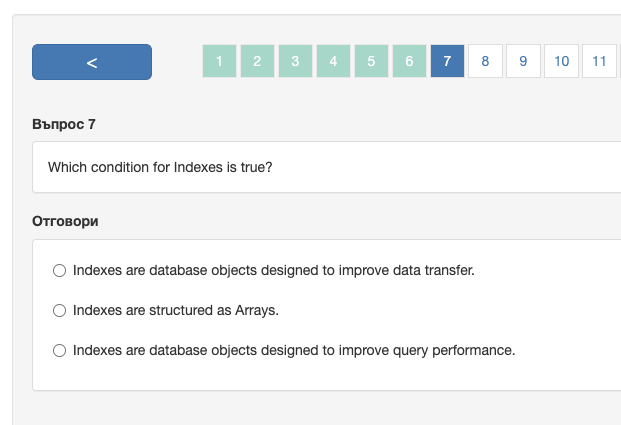 <
1 2 3 4 5 6 7 8 9 10 11
Въпрос 7
Which condition for Indexes is true?
Отговори
Indexes are database objects designed to improve data transfer.
Indexes are structured as Arrays.
Indexes are database objects designed to improve query performance.